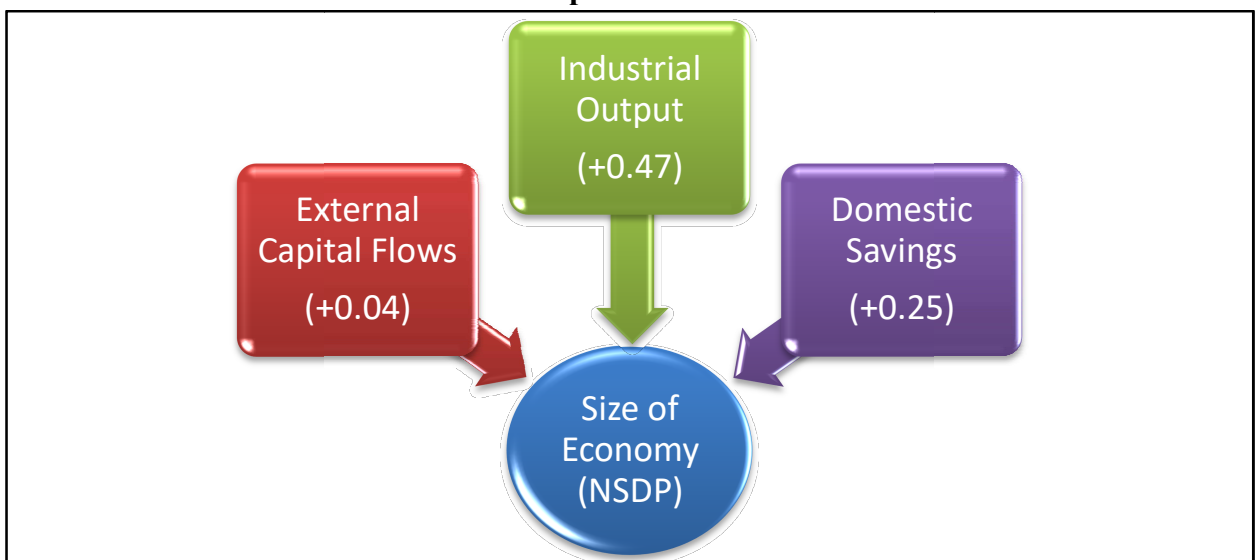 Industrial
Output
(+0.47)
External
Capital Flows
(+0.04)
Domestic
Savings
(+0.25)
Size of
Economy
(NSDP)